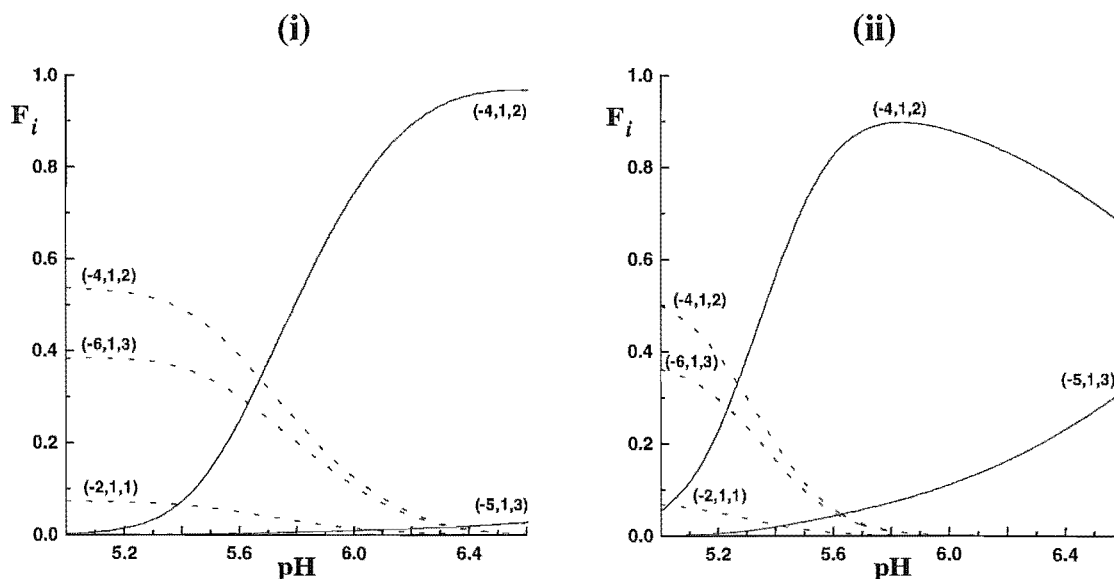 (i)
1.0
F_i
(-4,1,2)
0.8
0.6
(-4,1,2)
0.4
(-6,1,3)
0.2
(-2,1,1)
(-5,1,3)
0.0
5.2 5.6 6.0 6.4
pH
(ii)
1.0
F_i
(-4,1,2)
0.8
0.6
(-4,1,2)
0.4
(-6,1,3)
(-5,1,3)
0.2
(-2,1,1)
0.0
5.2 5.6 6.0 6.4
pH